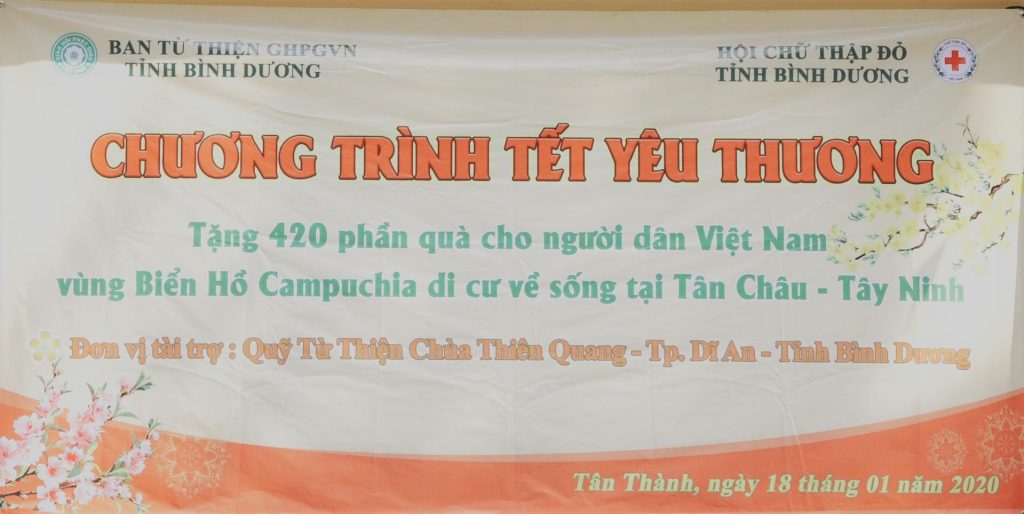 BAN TỪ THIỆN GHPGVN
TỈNH BÌNH DƯƠNG
HỘI CHỮ THẬP ĐỎ
TỈNH BÌNH DƯƠNG
CHƯƠNG TRÌNH TẾT YÊU THƯƠNG
Tặng 420 phần quà cho người dân Việt Nam
vùng Biển Hồ Campuchia di cư về sống tại Tân Châu - Tây Ninh
Đơn vị tài trợ : Quỹ Từ Thiện Chùa Thiên Quang - Tp. Dĩ An - Tỉnh Bình Dương
Tân Thành, ngày 18 tháng 01 năm 2020